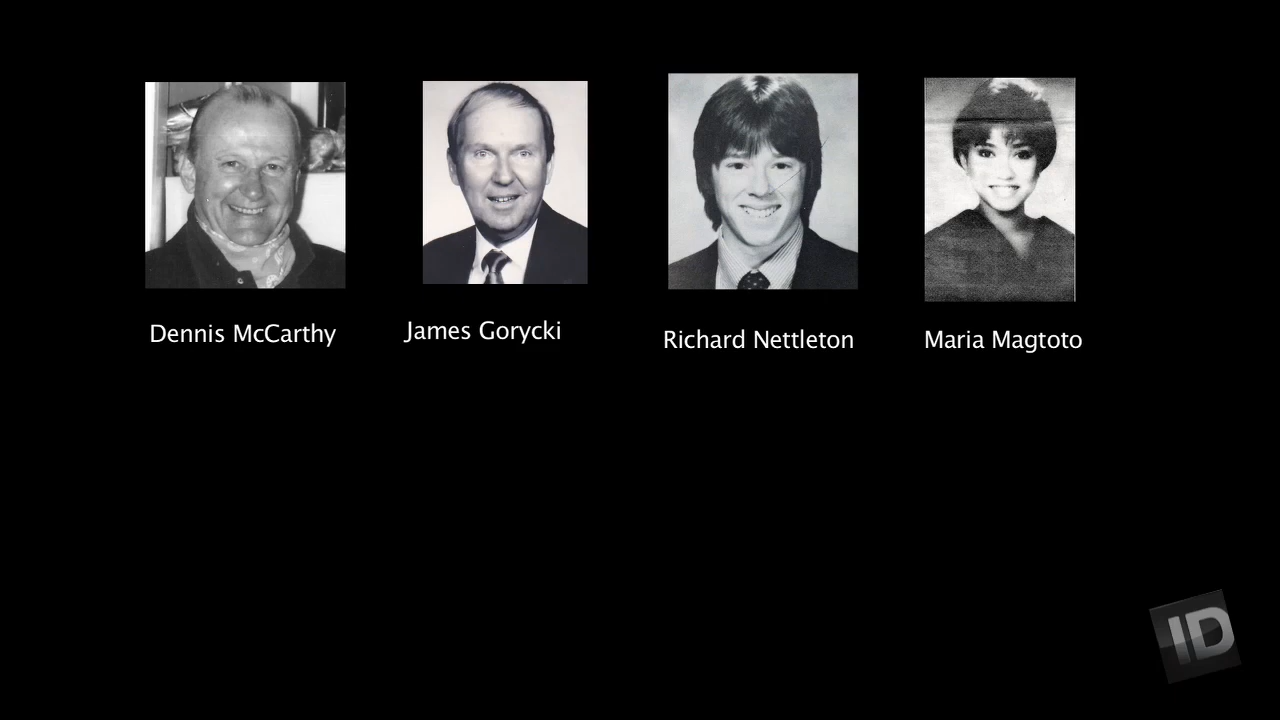 Dennis McCarthy
James Gorycki
Richard Nettleton
Maria Magtoto
ID